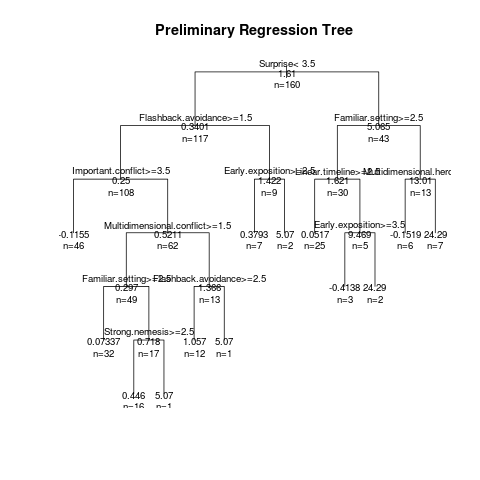 Preliminary Regression Tree
Surprise< 3.5
1.61
n=160
Flashback.avoidance>=1.5
0.3401
n=117
Familiar.setting>=2.5
5.065
n=43
Important.conflict>=3.5
0.25
n=108
Early.exposition>=2.5
1.422
n=9
Linear.timeline>=2.5
1.621
n=30
Multidimensional.hero
13.01
n=13
-0.1155
n=46
Multidimensional.conflict>=1.5
0.5211
n=62
0.3793
n=7
5.07
n=2
0.0517
n=25
Early.exposition>=3.5
9.469
n=5
-0.1519
n=6
24.29
n=7
Familiar.setting>=2.5
0.297
n=49
Flashback.avoidance>=2.5
1.366
n=13
-0.4138
n=3
24.29
n=2
0.07337
n=32
Strong.nemesis>=2.5
0.718
n=17
1.057
n=12
5.07
n=1
0.446
n=16
5.07
n=1